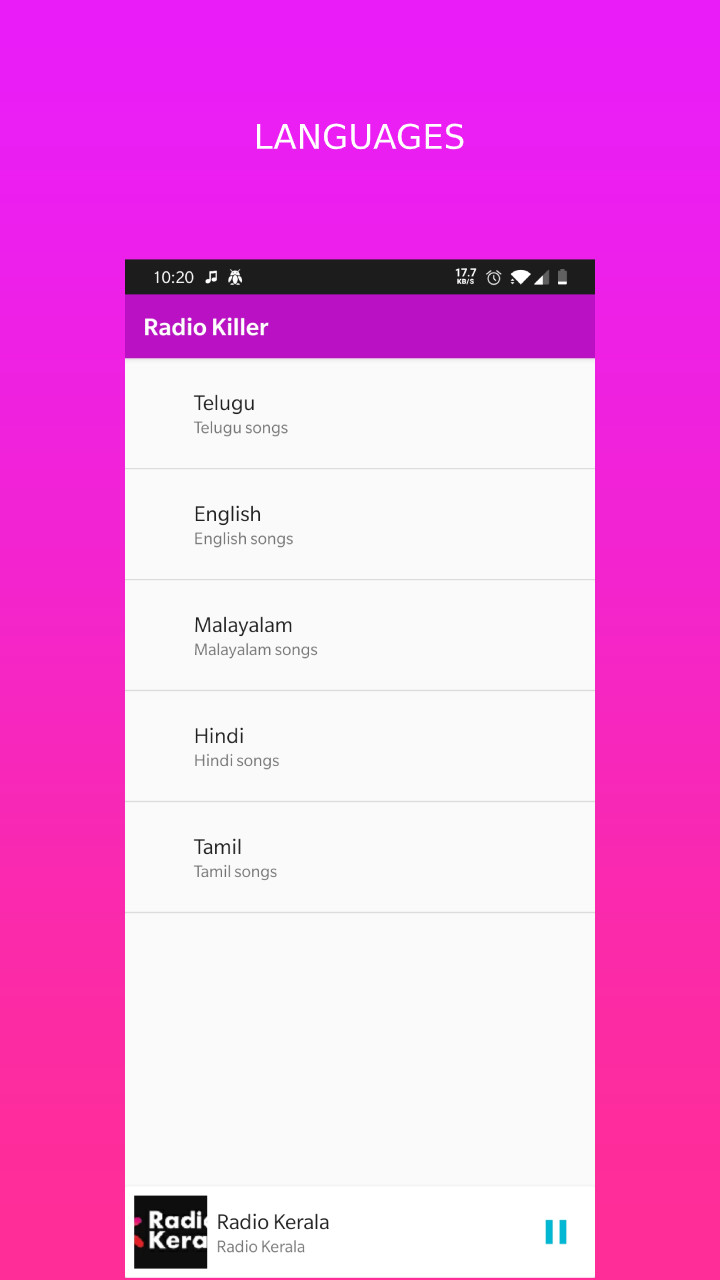 LANGUAGES
10:20
17.7
KB/S
Radio Killer
Telugu
Telugu songs
English
English songs
Malayalam
Malayalam songs
Hindi
Hindi songs
Tamil
Tamil songs
Radi
Kera
Radio Kerala
Radio Kerala